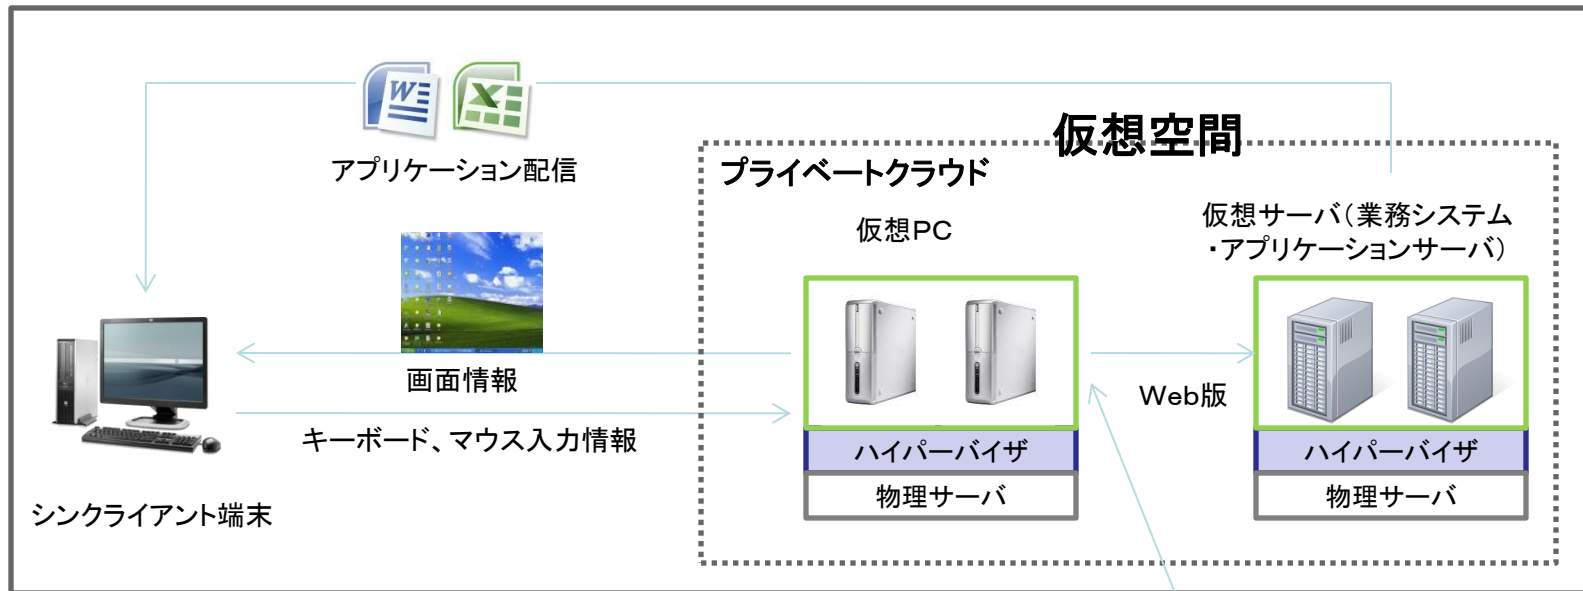 仮想空間
アプリケーション配信
プライベートクラウド
仮想PC
仮想サーバ(業務システム
・アプリケーションサーバ)
画面情報
Web版
キーボード、マウス入力情報
ハイパーバイザ
ハイパーバイザ
物理サーバ
物理サーバ
シンクライアント端末